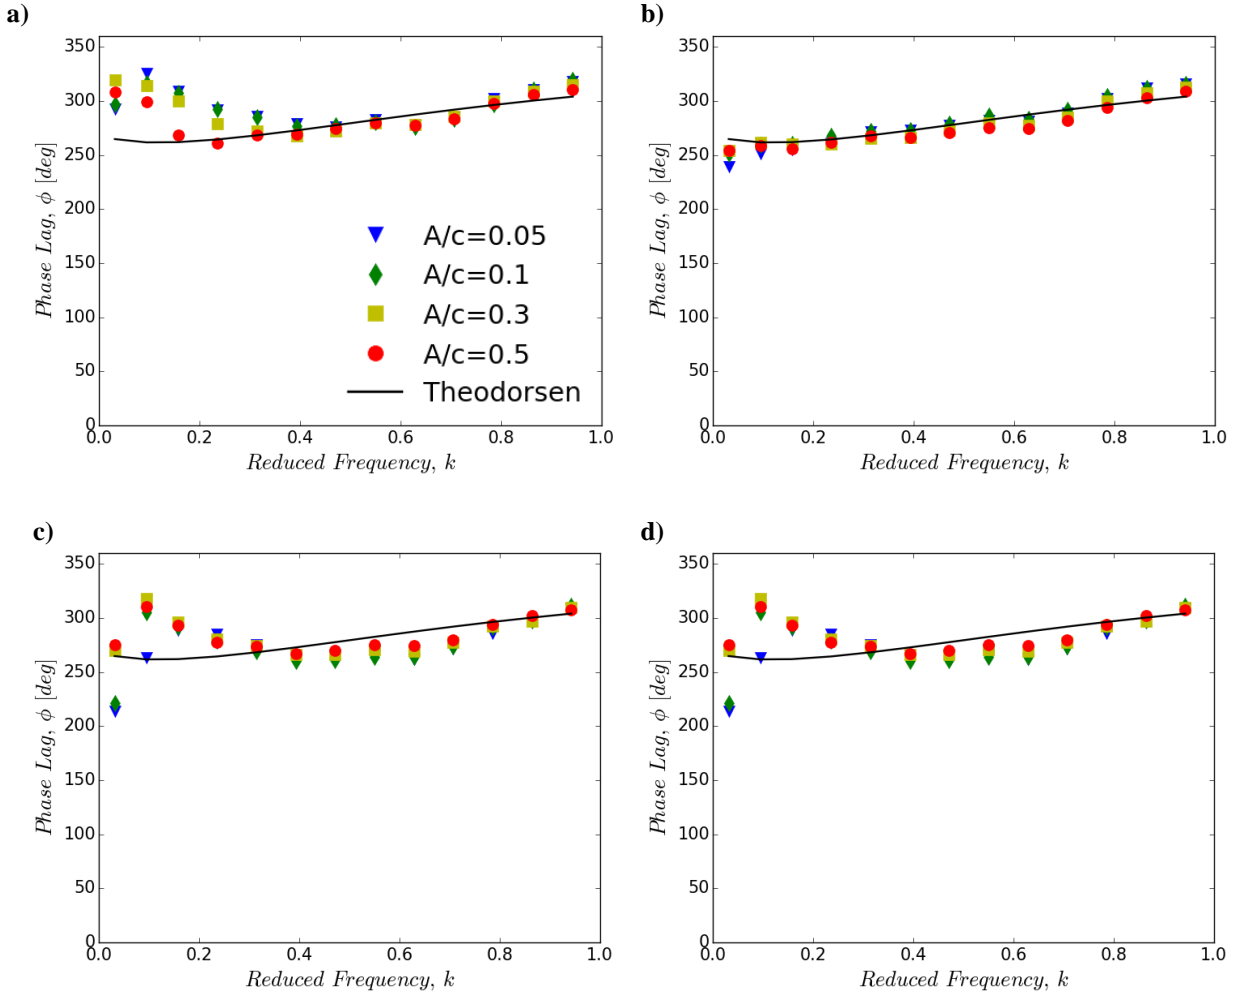 a)
350
300
250
200
150
100
50
0
Phase Lag, ϕ [deg]
0.0 0.2 0.4 0.6 0.8 1.0
Reduced Frequency, k
A/c=0.05
A/c=0.1
A/c=0.3
A/c=0.5
Theodorsen
b)
350
300
250
200
150
100
50
0
Phase Lag, ϕ [deg]
0.0 0.2 0.4 0.6 0.8 1.0
Reduced Frequency, k
c)
350
300
250
200
150
100
50
0
Phase Lag, ϕ [deg]
0.0 0.2 0.4 0.6 0.8 1.0
Reduced Frequency, k
d)
350
300
250
200
150
100
50
0
Phase Lag, ϕ [deg]
0.0 0.2 0.4 0.6 0.8 1.0
Reduced Frequency, k